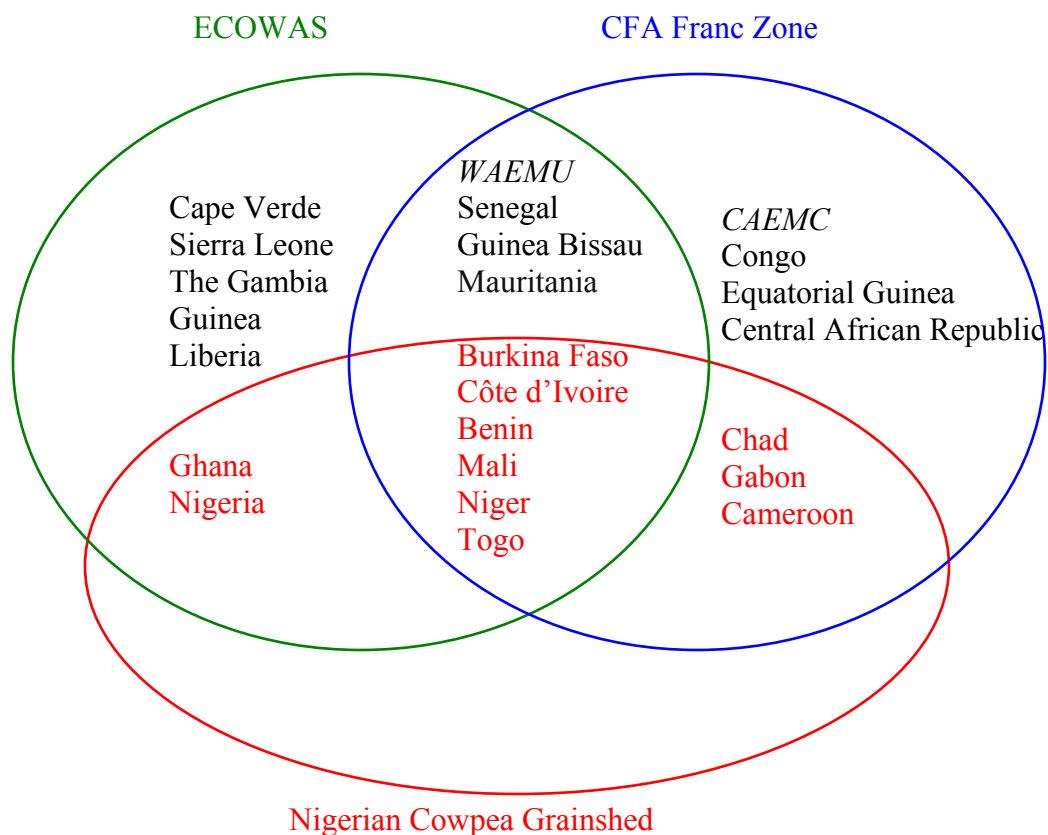 ECOWAS
CFA Franc Zone
Cape Verde
Sierra Leone
The Gambia
Guinea
Liberia
WAEMU
Senegal
Guinea Bissau
Mauritania
CAEMC
Congo
Equatorial Guinea
Central African Republic
Ghana
Nigeria
Burkina Faso
Côte d’Ivoire
Benin
Mali
Niger
Togo
Chad
Gabon
Cameroon
Nigerian Cowpea Grainshed